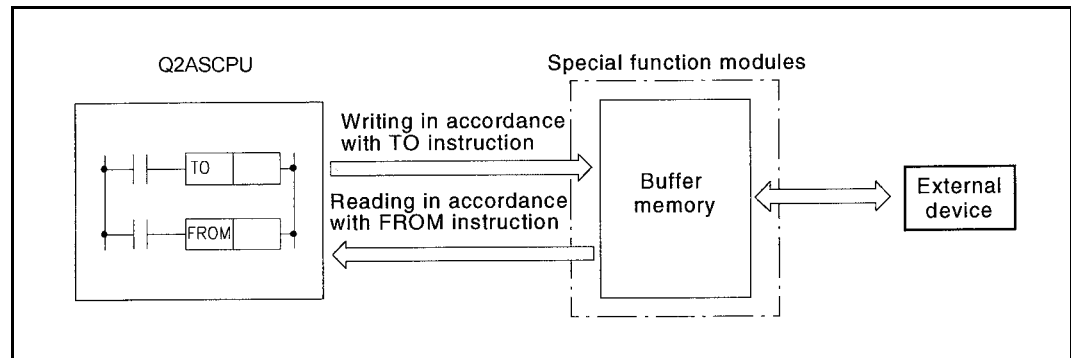 Q2ASCPU
Special function modules
Writing in accordance
with TO instruction
TO
Reading in accordance
with FROM instruction
FROM
Buffer
memory
External
device